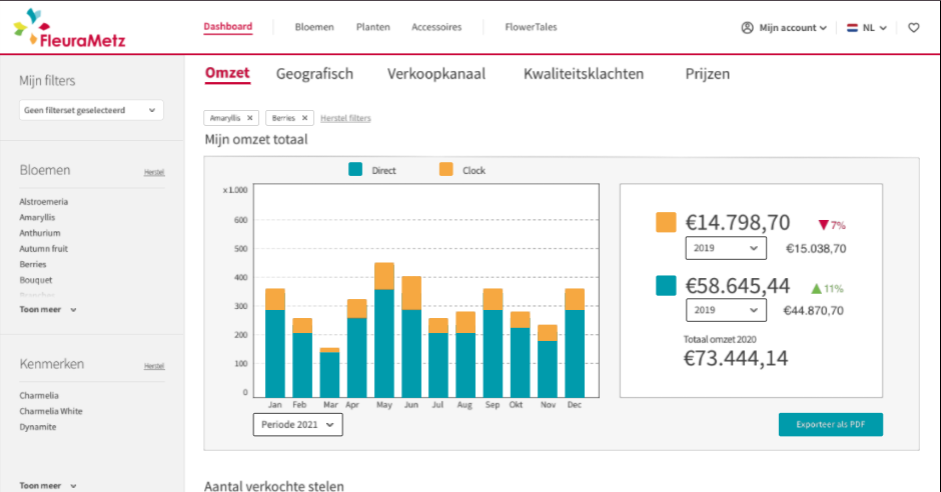 FleuraMetz
Dashboard
Bloemen
Planten
Accessoires
FlowerTales
Mijn account
NL
Mijn filters
Geen filterset geselecteerd
Bloemen
Herstel
Alstroemeria
Amaryllis
Anthurium
Autumn fruit
Berries
Bouquet
Toon meer
Kenmerken
Herstel
Charmelia
Charmelia White
Dynamite
Toon meer
Omzet
Geografisch
Verkoopkanaal
Kwaliteitsklachten
Prijzen
Amaryllis ×
Berries ×
Herstel filters
Mijn omzet totaal
Direct
Clock
x1.000
600
500
400
300
200
100
0
Jan Feb Mar Apr May Jun Jul Aug Sep Okt Nov Dec
Periode 2021
€14.798,70
7%
2019
€15.038,70
€58.645,44
11%
2019
€44.870,70
Totaal omzet 2020
€73.444,14
Exporteer als PDF
Aantal verkochte stelen